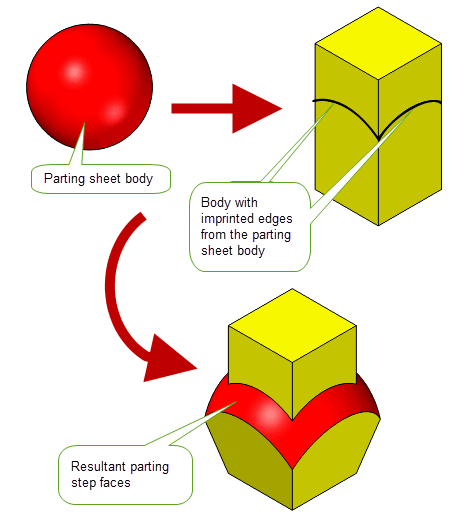 Parting sheet body
Body with
imprinted edges
from the parting
sheet body
Resultant parting
step faces